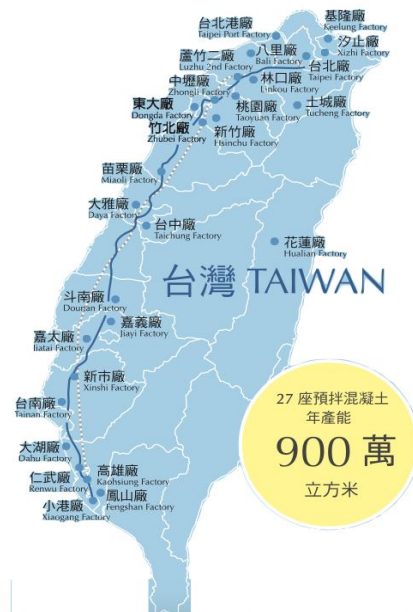 台北港廠
Taipei Port Factory
基隆廠
Keelung Factory
蘆竹二廠
Luzhu 2nd Factory
八里廠
Bali Factory
汐止廠
Xizhi Factory
中壢廠
Zhongli Factory
林口廠
Linkou Factory
台北廠
Taipei Factory
東大廠
Dongda Factory
桃園廠
Taoyuan Factory
土城廠
Tucheng Factory
竹北廠
Zhubei Factory
新竹廠
Hsinchu Factory
苗栗廠
Miaoli Factory
大雅廠
Daya Factory
台中廠
Taichung Factory
花蓮廠
Hualian Factory
台灣 TAIWAN
斗南廠
Dounan Factory
嘉義廠
Jiayi Factory
嘉太廠
Jiatai Factory
新市廠
Xinshi Factory
台南廠
Tainan Factory
27 座預拌混凝土
年產能
900 萬
立方米
大湖廠
Dahu Factory
仁武廠
Renwu Factory
高雄廠
Kaohsiung Factory
鳳山廠
Fengshan Factory
小港廠
Xiaogang Factory